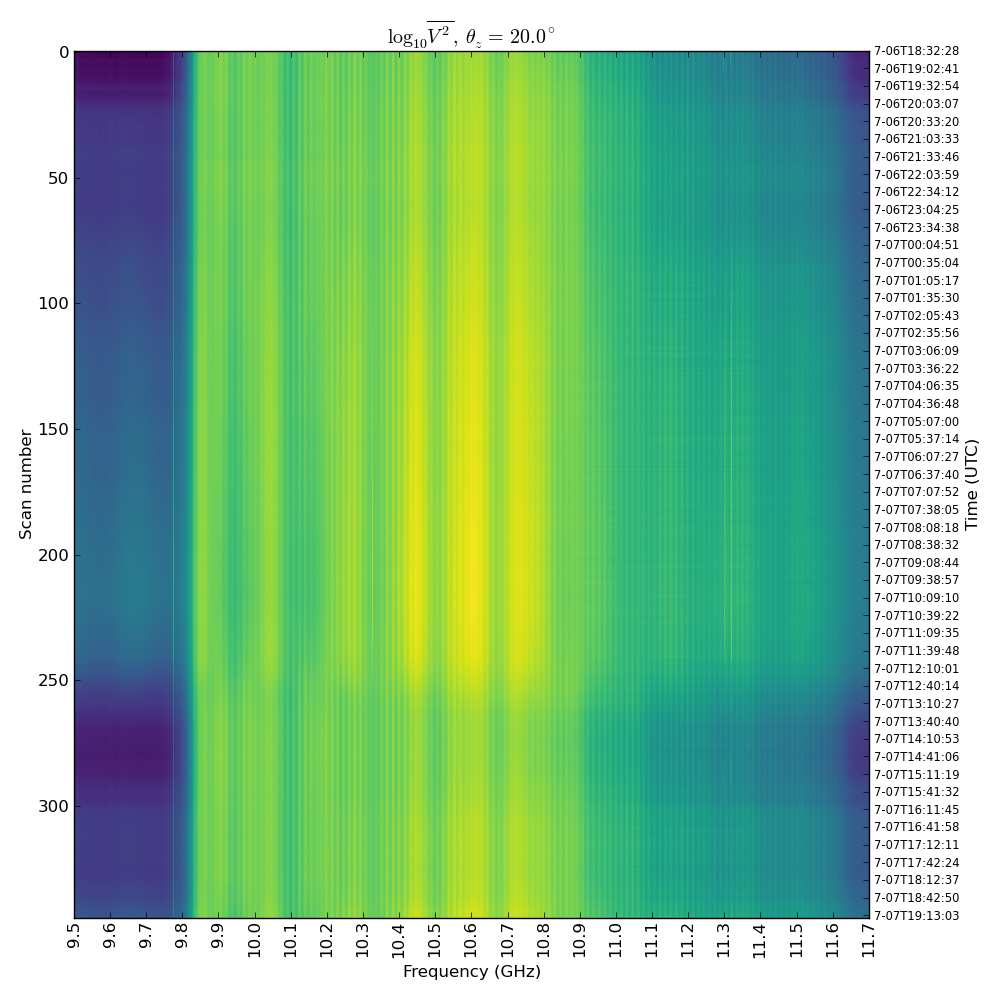 log₁₀V̅²̅, θ_z = 20.0°
0
50
100
150
200
250
300
Scan number
7-06T18:32:28
7-06T19:02:41
7-06T19:32:54
7-06T20:03:07
7-06T20:33:20
7-06T21:03:33
7-06T21:33:46
7-06T22:03:59
7-06T22:34:12
7-06T23:04:25
7-06T23:34:38
7-07T00:04:51
7-07T00:35:04
7-07T01:05:17
7-07T01:35:30
7-07T02:05:43
7-07T02:35:56
7-07T03:06:09
7-07T03:36:22
7-07T04:06:35
7-07T04:36:48
7-07T05:07:00
7-07T05:37:14
7-07T06:07:27
7-07T06:37:40
7-07T07:07:52
7-07T07:38:05
7-07T08:08:18
7-07T08:38:32
7-07T09:08:44
7-07T09:38:57
7-07T10:09:10
7-07T10:39:22
7-07T11:09:35
7-07T11:39:48
7-07T12:10:01
7-07T12:40:14
7-07T13:10:27
7-07T13:40:40
7-07T14:10:53
7-07T14:41:06
7-07T15:11:19
7-07T15:41:32
7-07T16:11:45
7-07T16:41:58
7-07T17:12:11
7-07T17:42:24
7-07T18:12:37
7-07T18:42:50
7-07T19:13:03
Time (UTC)
9.5 9.6 9.7 9.8 9.9 10.0 10.1 10.2 10.3 10.4 10.5 10.6 10.7 10.8 10.9 11.0 11.1 11.2 11.3 11.4 11.5 11.6 11.7
Frequency (GHz)